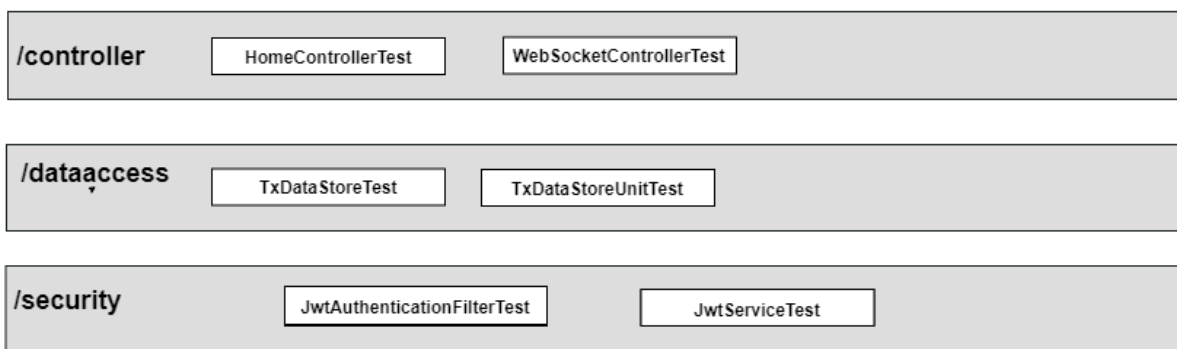 /controller
HomeControllerTest
WebSocketControllerTest
/dataaccess
TxDataStoreTest
TxDataStoreUnitTest
/security
JwtAuthenticationFilterTest
JwtServiceTest